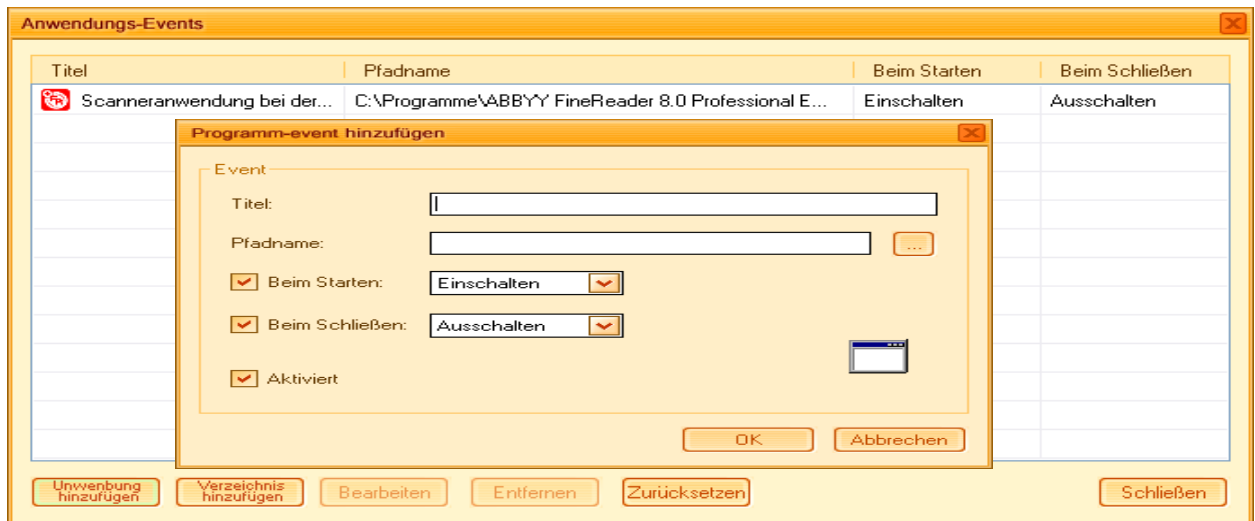 Anwendungs-Events
Titel Pfadname Beim Starten Beim Schließen
Scanneranwendung bei der... C:\Programme\ABBYY FineReader 8.0 Professional E... Einschalten Ausschalten
Programm-event hinzufügen
Event
Titel:
Pfadname: ...
Beim Starten: Einschalten
Beim Schließen: Ausschalten
Aktiviert
OK Abbrechen
Unwenbung hinzufügen
Verzeichnis hinzufügen
Bearbeiten Entfernen Zurücksetzen Schließen